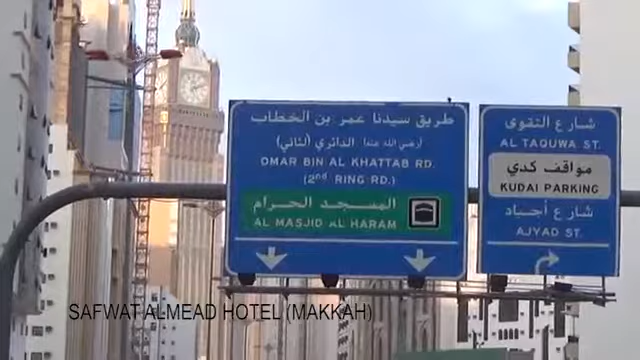 طريق سيدنا عمر بن الخطاب
(رضي الله عنه) الدائري (الثاني)
OMAR BIN AL KHATTAB RD.
(2nd RING RD.)
المسجد الحرام
AL MASJID AL HARAM
شارع التقوى
AL TAQUWA ST.
مواقف كدي
KUDAI PARKING
شارع أجياد
AJYAD ST.
SAFWAT ALMEAD HOTEL (MAKKAH)